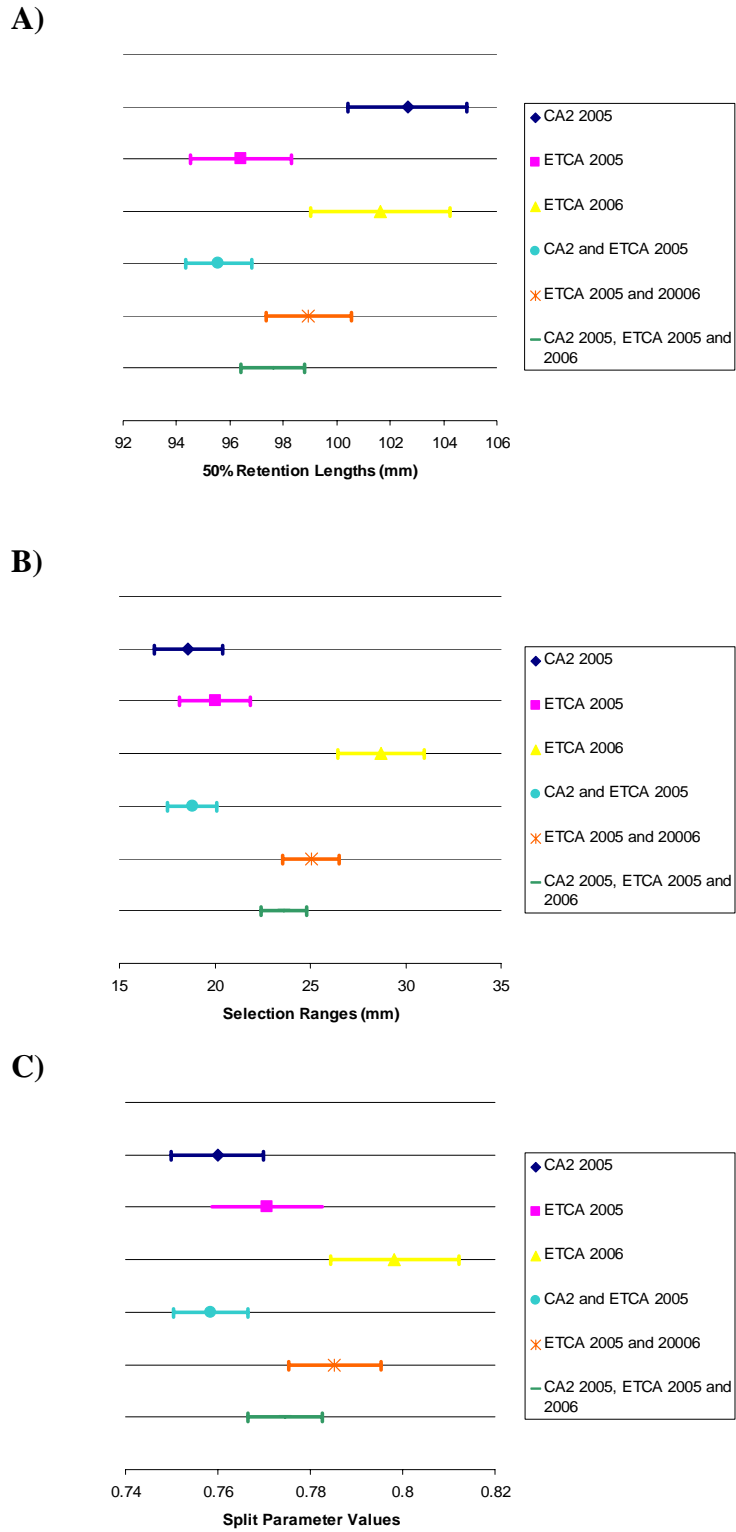 A)
CA2 2005
ETCA 2005
ETCA 2006
CA2 and ETCA 2005
ETCA 2005 and 20006
CA2 2005, ETCA 2005 and
2006
92 94 96 98 100 102 104 106
50% Retention Lengths (mm)
B)
CA2 2005
ETCA 2005
ETCA 2006
CA2 and ETCA 2005
ETCA 2005 and 20006
CA2 2005, ETCA 2005 and
2006
15 20 25 30 35
Selection Ranges (mm)
C)
CA2 2005
ETCA 2005
ETCA 2006
CA2 and ETCA 2005
ETCA 2005 and 20006
CA2 2005, ETCA 2005 and
2006
0.74 0.76 0.78 0.8 0.82
Split Parameter Values